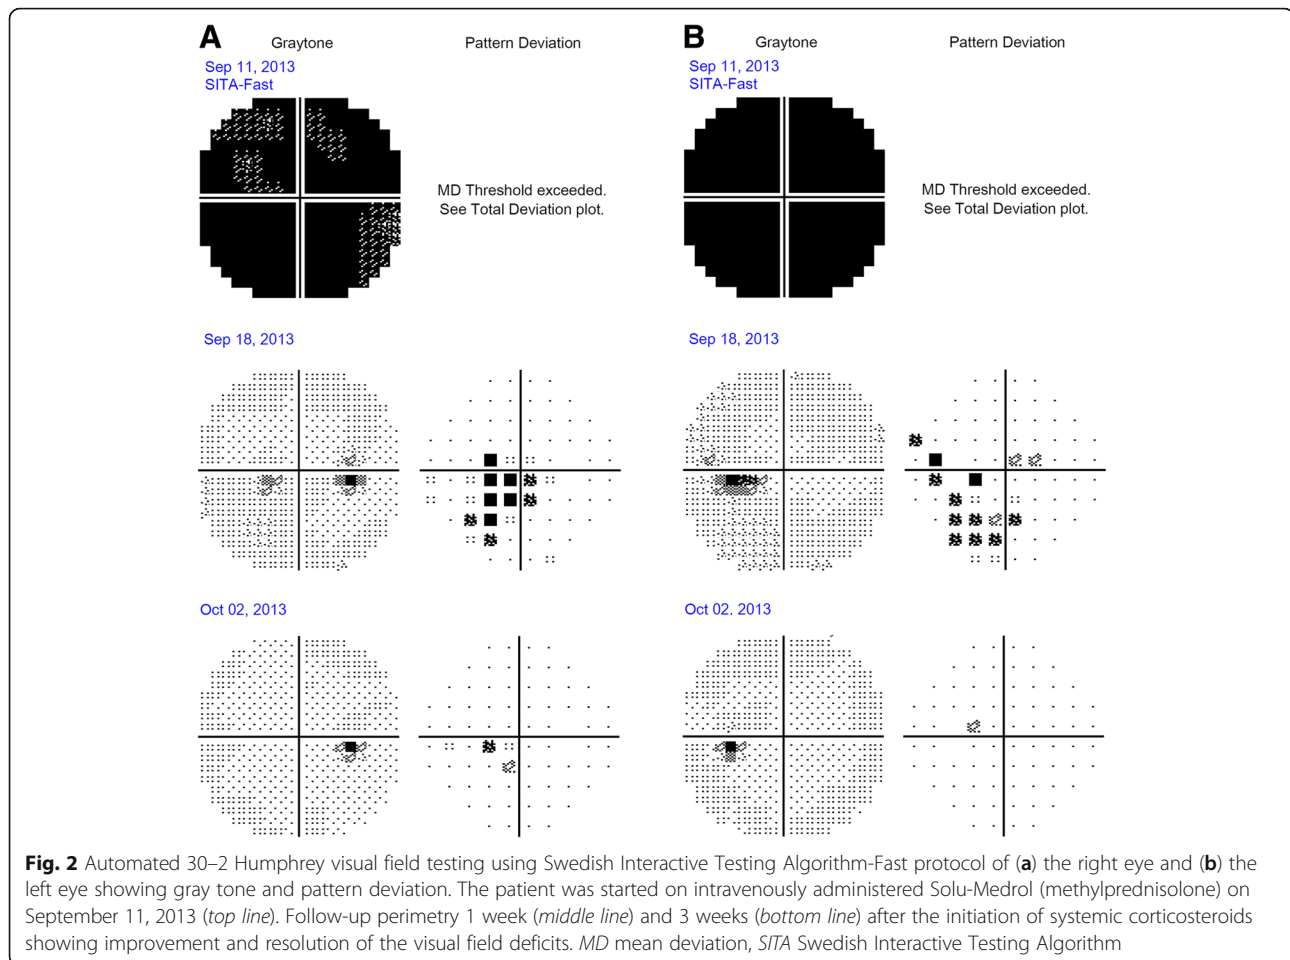 A Graytone Pattern Deviation B Graytone Pattern Deviation
Sep 11, 2013 Sep 11, 2013
SITA-Fast SITA-Fast
MD Threshold exceeded. MD Threshold exceeded.
See Total Deviation plot. See Total Deviation plot.
Sep 18, 2013 Sep 18, 2013
Oct 02, 2013 Oct 02. 2013
Fig. 2 Automated 30–2 Humphrey visual field testing using Swedish Interactive Testing Algorithm-Fast protocol of (a) the right eye and (b) the
left eye showing gray tone and pattern deviation. The patient was started on intravenously administered Solu-Medrol (methylprednisolone) on
September 11, 2013 (top line). Follow-up perimetry 1 week (middle line) and 3 weeks (bottom line) after the initiation of systemic corticosteroids
showing improvement and resolution of the visual field deficits. MD mean deviation, SITA Swedish Interactive Testing Algorithm